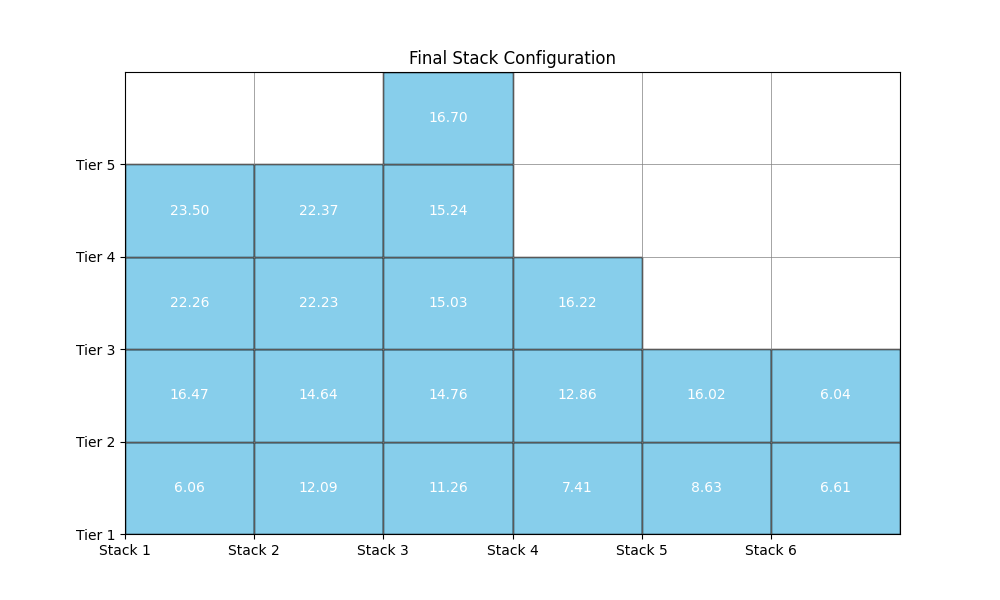 Final Stack Configuration
16.70
Tier 5
23.50 22.37 15.24
Tier 4
22.26 22.23 15.03 16.22
Tier 3
16.47 14.64 14.76 12.86 16.02 6.04
Tier 2
6.06 12.09 11.26 7.41 8.63 6.61
Tier 1
Stack 1 Stack 2 Stack 3 Stack 4 Stack 5 Stack 6